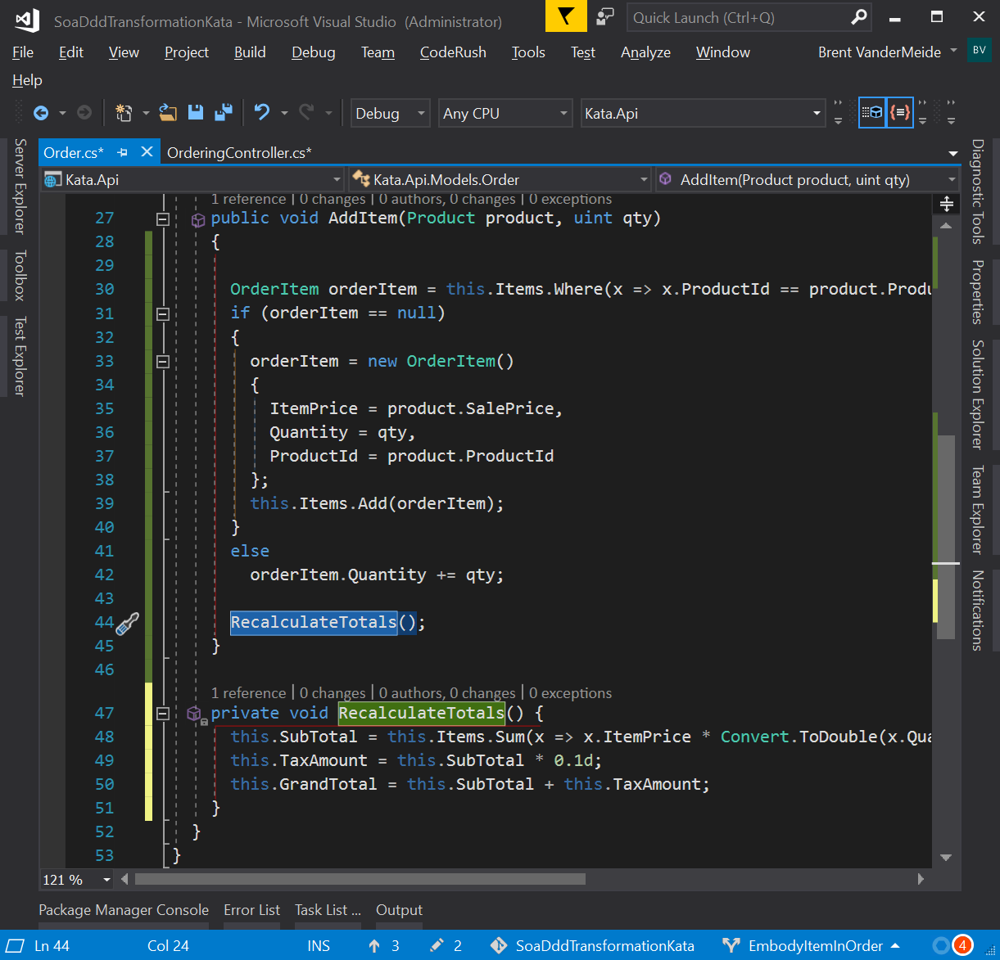 SoaDddTransformationKata - Microsoft Visual Studio (Administrator)
Quick Launch (Ctrl+Q)
File Edit View Project Build Debug Team CodeRush Tools Test Analyze Window Brent VanderMeide BV
Help
Debug Any CPU Kata.Api
Order.cs* OrderingController.cs*
Kata.Api Kata.Api.Models.Order AddItem(Product product, uint qty)
Server Explorer
Toolbox
Test Explorer
1 reference | 0 changes | 0 authors, 0 changes | 0 exceptions
27 public void AddItem(Product product, uint qty)
28 {
29
30 OrderItem orderItem = this.Items.Where(x => x.ProductId == product.Produ
31 if (orderItem == null)
32 {
33 orderItem = new OrderItem()
34 {
35 ItemPrice = product.SalePrice,
36 Quantity = qty,
37 ProductId = product.ProductId
38 };
39 this.Items.Add(orderItem);
40 }
41 else
42 orderItem.Quantity += qty;
43
44 RecalculateTotals();
45 }
46
1 reference | 0 changes | 0 authors, 0 changes | 0 exceptions
47 private void RecalculateTotals() {
48 this.SubTotal = this.Items.Sum(x => x.ItemPrice * Convert.ToDouble(x.Qua
49 this.TaxAmount = this.SubTotal * 0.1d;
50 this.GrandTotal = this.SubTotal + this.TaxAmount;
51 }
52 }
53 }
Diagnostic Tools
Properties
Solution Explorer
Team Explorer
Notifications
121 %
Package Manager Console Error List Task List ... Output
Ln 44 Col 24 INS 3 2 SoaDddTransformationKata EmbodyItemInOrder 4